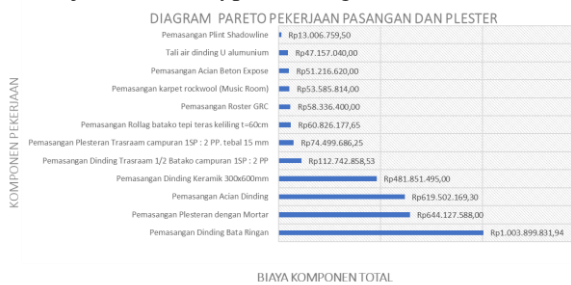 DIAGRAM PARETO PEKERJAAN PASANGAN DAN PLESTER
KOMPONEN PEKERJAAN
Pemasangan Plint Shadowline Rp13.006.759,50
Tali air dinding U alumunium Rp47.157.040,00
Pemasangan Acian Beton Expose Rp51.216.620,00
Pemasangan karpet rockwool (Music Room) Rp53.585.814,00
Pemasangan Roster GRC Rp58.336.400,00
Pemasangan Rollag batako tepi teras keliling t=60cm Rp60.826.177,65
Pemasangan Plesteran Trasraam campuran 1SP : 2 PP. tebal 15 mm Rp74.499.686,25
Pemasangan Dinding Trasraam 1/2 Batako campuran 1SP : 2 PP Rp112.742.858,53
Pemasangan Dinding Keramik 300x600mm Rp481.851.495,00
Pemasangan Acian Dinding Rp619.502.169,30
Pemasangan Plesteran dengan Mortar Rp644.127.588,00
Pemasangan Dinding Bata Ringan Rp1.003.899.831,94
BIAYA KOMPONEN TOTAL